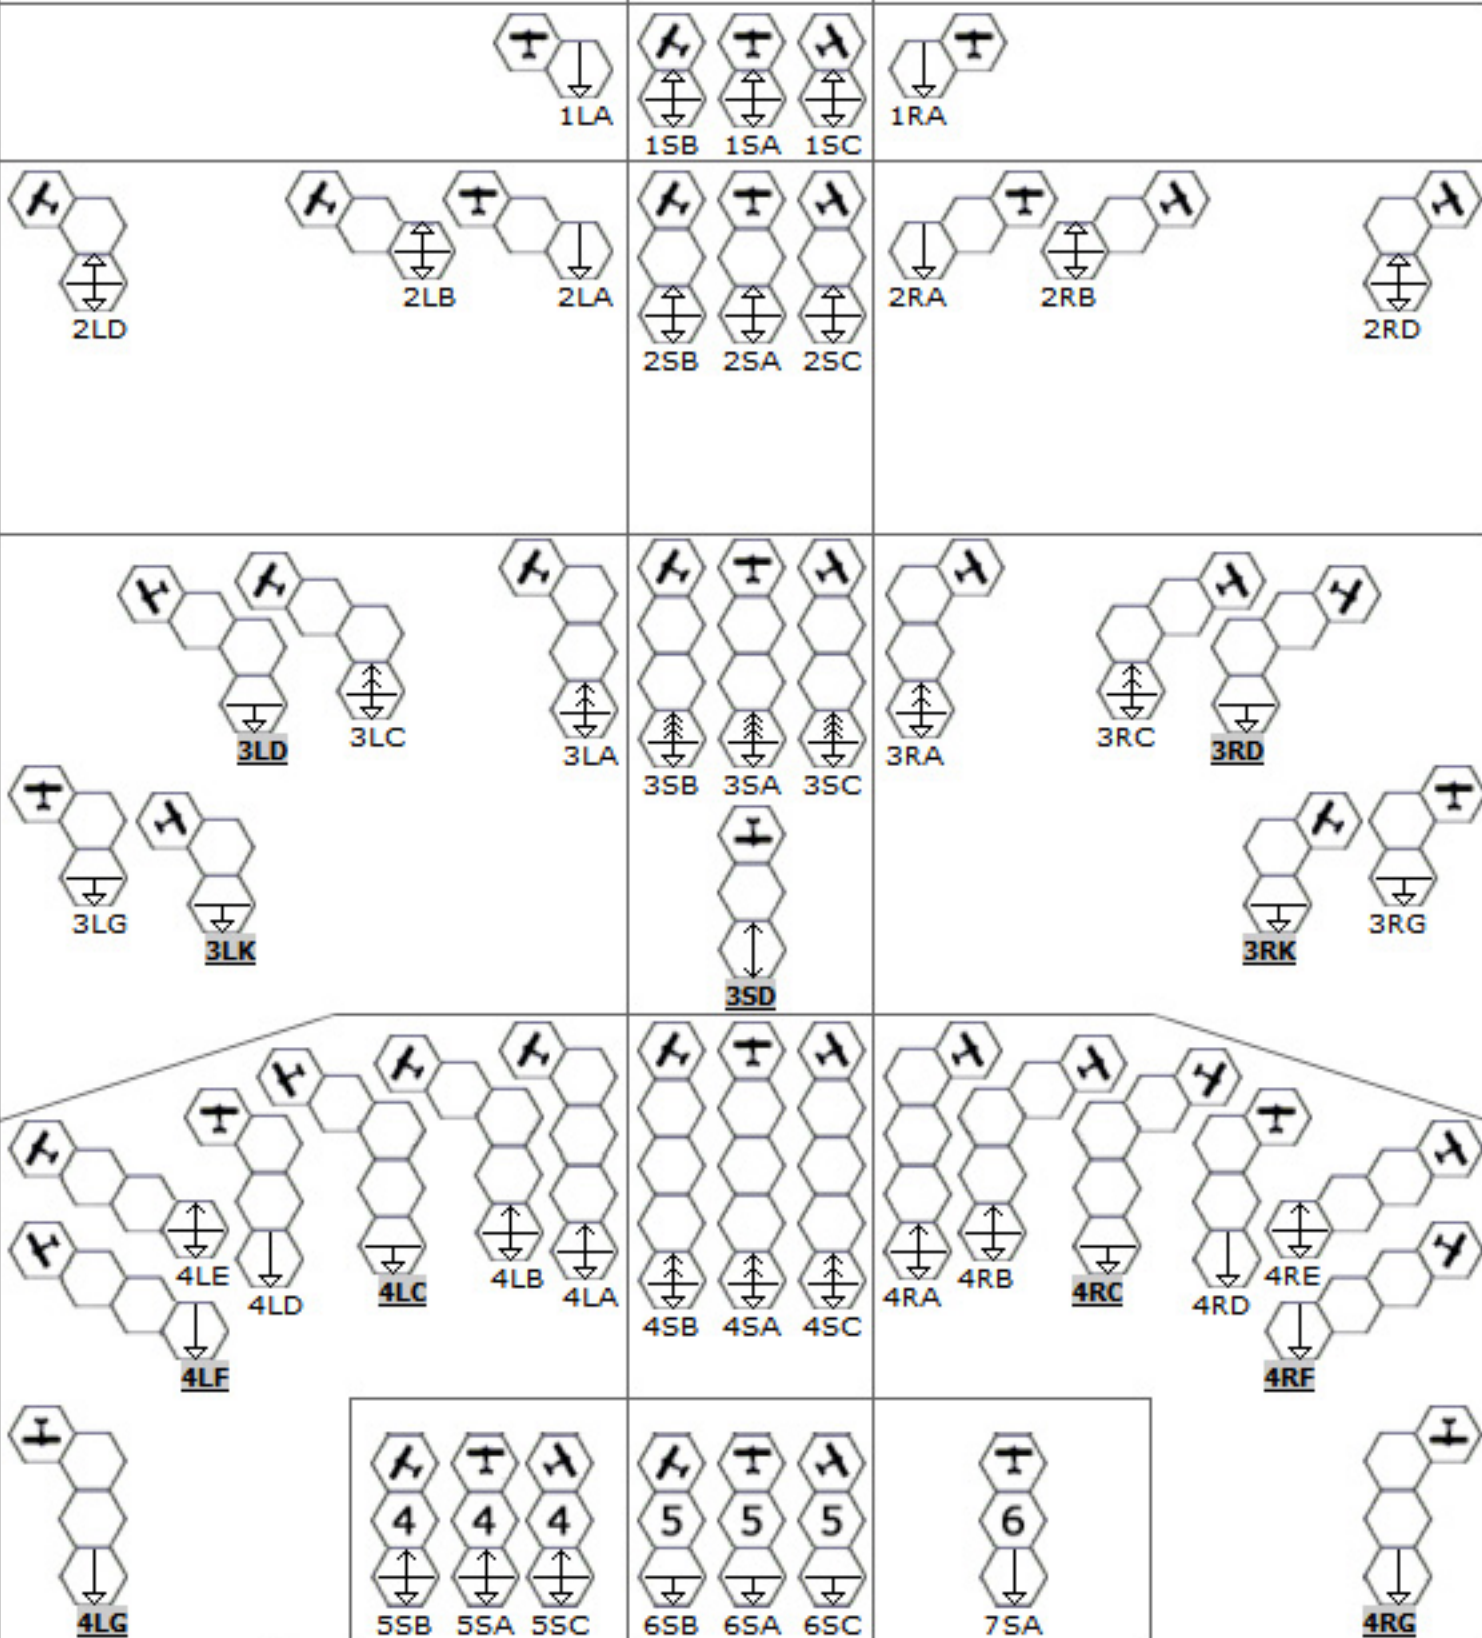 1LA 1SB 1SA 1SC 1RA
2LD 2LB 2LA 2SB 2SA 2SC 2RA 2RB 2RD
3LD 3LC 3LA 3SB 3SA 3SC 3RA 3RC 3RD
3LG 3LK 3SD 3RK 3RG
4LE 4LD 4LC 4LB 4LA 4SB 4SA 4SC 4RA 4RB 4RC 4RD 4RE
4LF 4RF
4 4 4 5 5 5 6
4LG 5SB 5SA 5SC 6SB 6SA 6SC 7SA 4RG